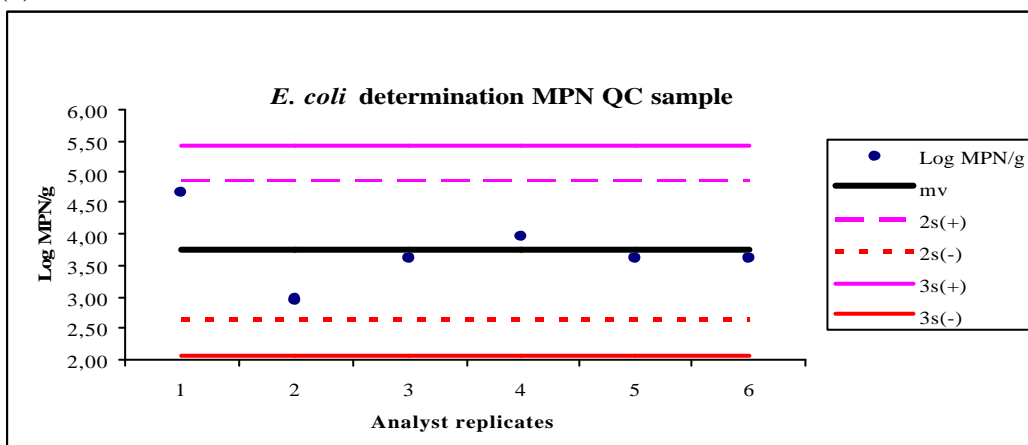 E. coli determination MPN QC sample
6,00
5,50
5,00
4,50
4,00
3,50
3,00
2,50
2,00
Log MPN/g
1 2 3 4 5 6
Analyst replicates
Log MPN/g
mv
2s(+)
2s(-)
3s(+)
3s(-)